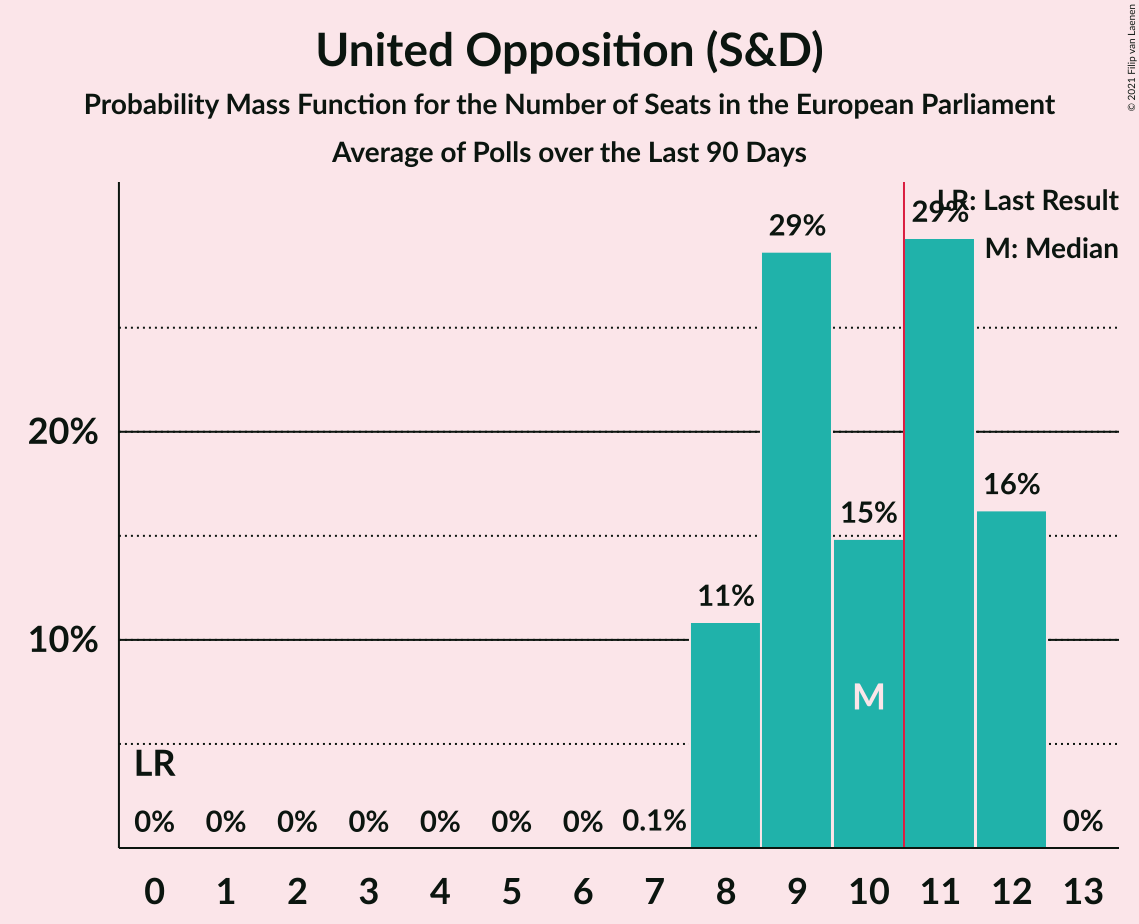 United Opposition (S&D)
Probability Mass Function for the Number of Seats in the European Parliament
Average of Polls over the Last 90 Days
© 2021 Filip van Laenen
LR: Last Result
M: Median
29%
29%
20%
16%
15%
11%
10%
M
LR
0% 0% 0% 0% 0% 0% 0% 0.1% 0%
0 1 2 3 4 5 6 7 8 9 10 11 12 13